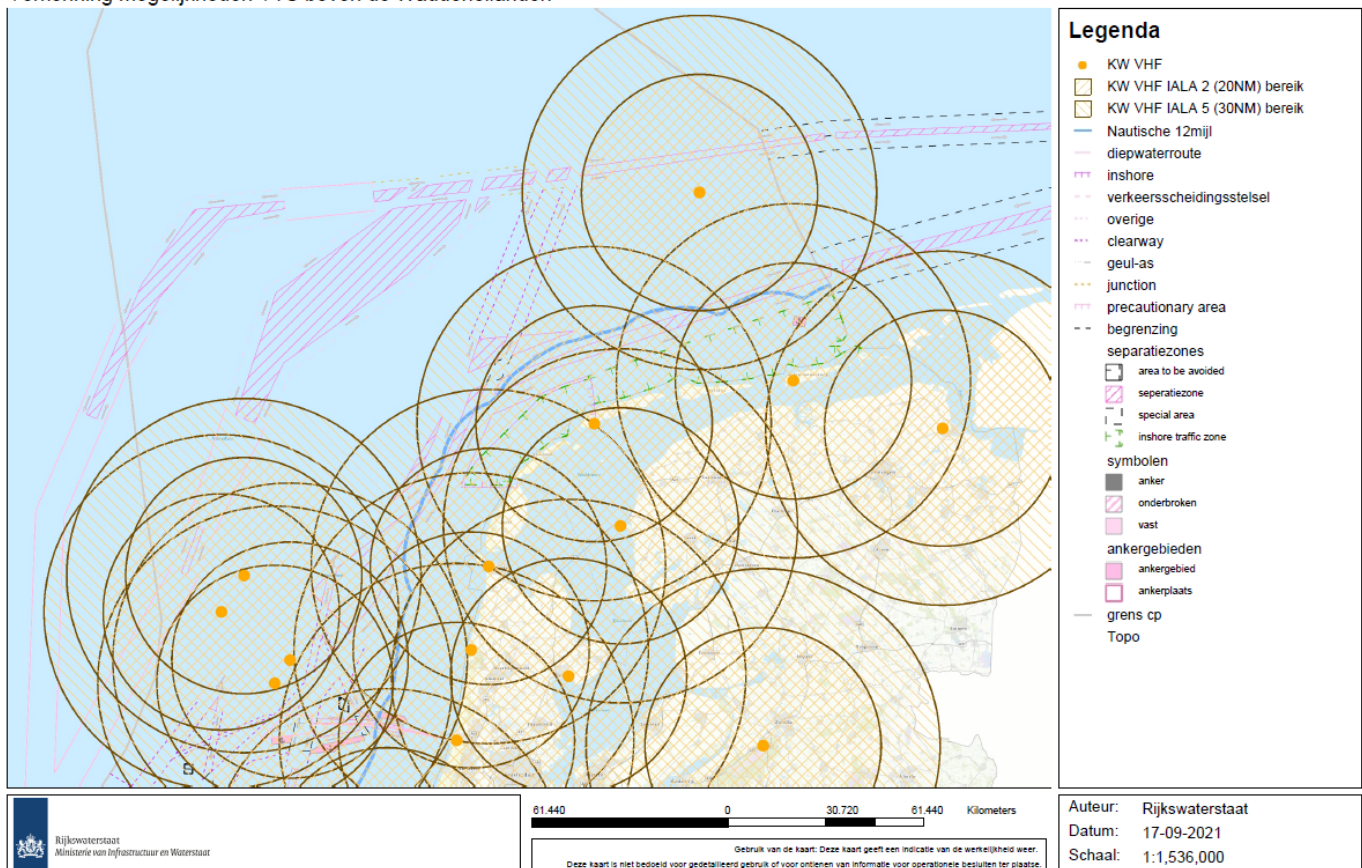 Legenda
KW VHF
KW VHF IALA 2 (20NM) bereik
KW VHF IALA 5 (30NM) bereik
Nautische 12mijl
diepwaterroute
inshore
verkeersscheidingsstelsel
overige
clearway
geul-as
junction
precautionary area
begrenzing
separatiezones
area to be avoided
seperatiezone
special area
inshore traffic zone
symbolen
anker
onderbroken
vast
ankergebieden
ankergebied
ankerplaats
grens cp
Topo
Rijkswaterstaat
Ministerie van Infrastructuur en Waterstaat
61.440 0 30.720 61.440 Kilometers
Gebruik van de kaart: Deze kaart geeft een indicatie van de werkelijkheid weer.
Deze kaart is niet bedoeld voor gedetailleerd gebruik of voor ontlenen van informatie voor operationele besluiten ter plaatse.
Auteur: Rijkswaterstaat
Datum: 17-09-2021
Schaal: 1:1,536,000